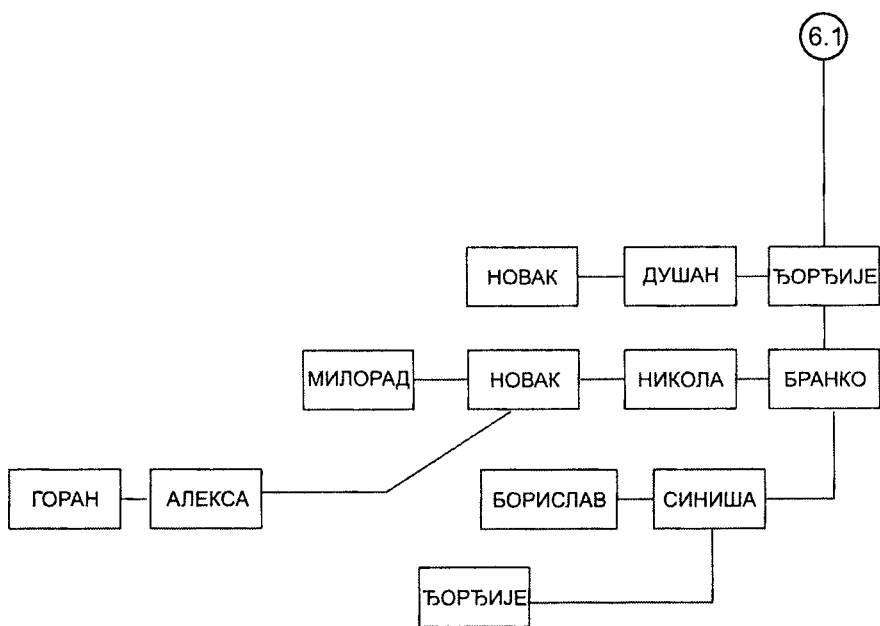 6.1
НОВАК ДУШАН ЂОРЂИЈЕ
МИЛОРАД НОВАК НИКОЛА БРАНКО
ГОРАН АЛЕКСА БОРИСЛАВ СИНИША
ЂОРЂИЈЕ